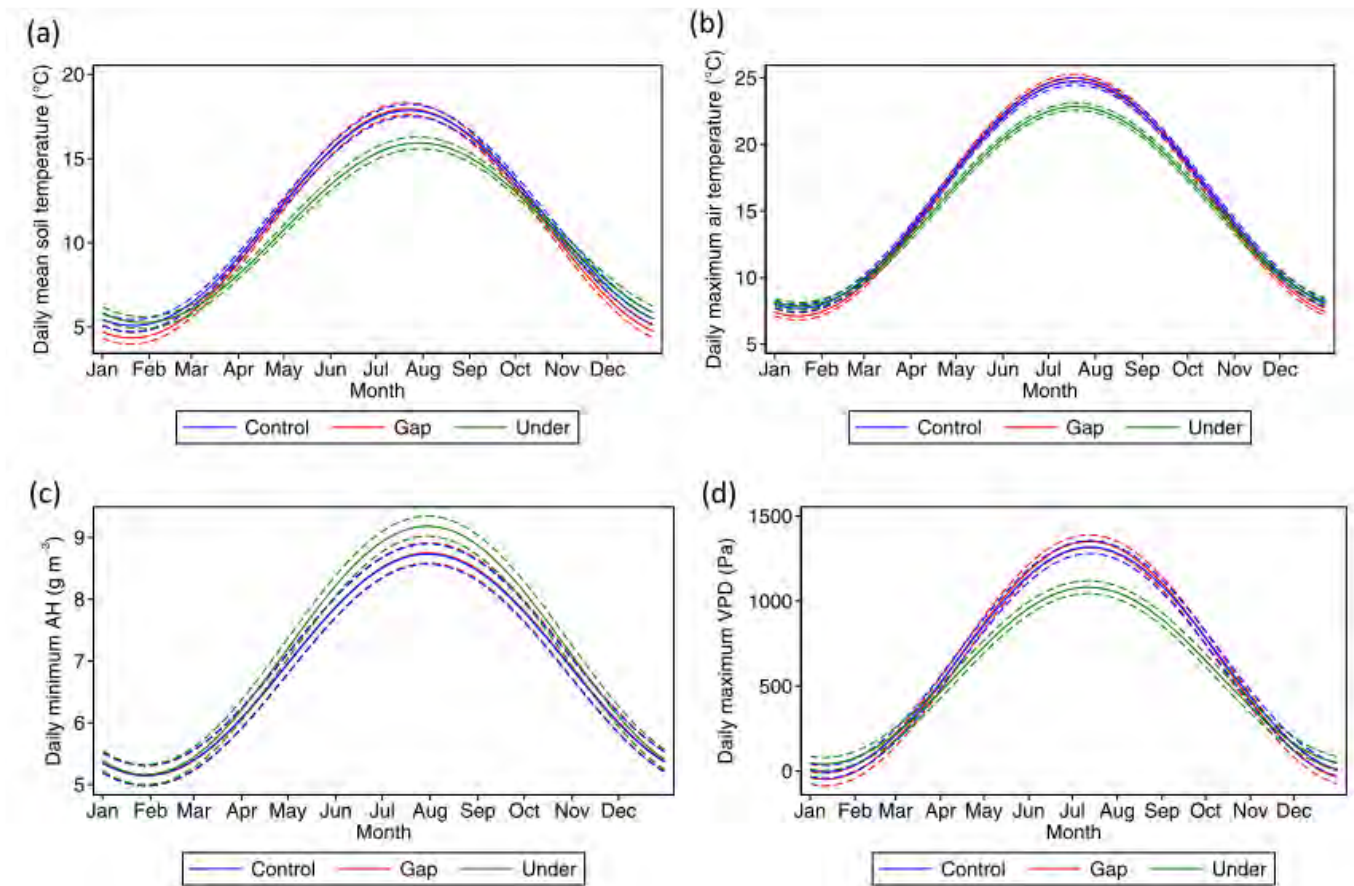 (a)
Daily mean soil temperature (°C)
20
15
10
5
Jan Feb Mar Apr May Jun Jul Aug Sep Oct Nov Dec
Month
Control Gap Under
(b)
Daily maximum air temperature (°C)
25
20
15
10
5
Jan Feb Mar Apr May Jun Jul Aug Sep Oct Nov Dec
Month
Control Gap Under
(c)
Daily minimum AH (g m⁻³)
9
8
7
6
5
Jan Feb Mar Apr May Jun Jul Aug Sep Oct Nov Dec
Month
Control Gap Under
(d)
Daily maximum VPD (Pa)
1500
1000
500
0
Jan Feb Mar Apr May Jun Jul Aug Sep Oct Nov Dec
Month
Control Gap Under